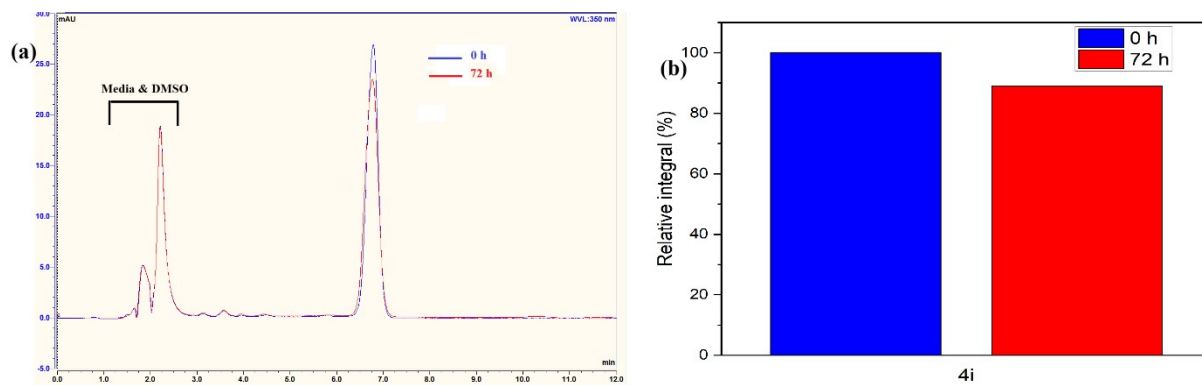 (a)
mAU
WVL:350 nm
30.0
25.0
20.0
15.0
10.0
5.0
0.0
-5.0
Media & DMSO
0 h
72 h
min
0.0 1.0 2.0 3.0 4.0 5.0 6.0 7.0 8.0 9.0 10.0 11.0 12.0
(b)
0 h
72 h
Relative integral (%)
100
80
60
40
20
0
4i